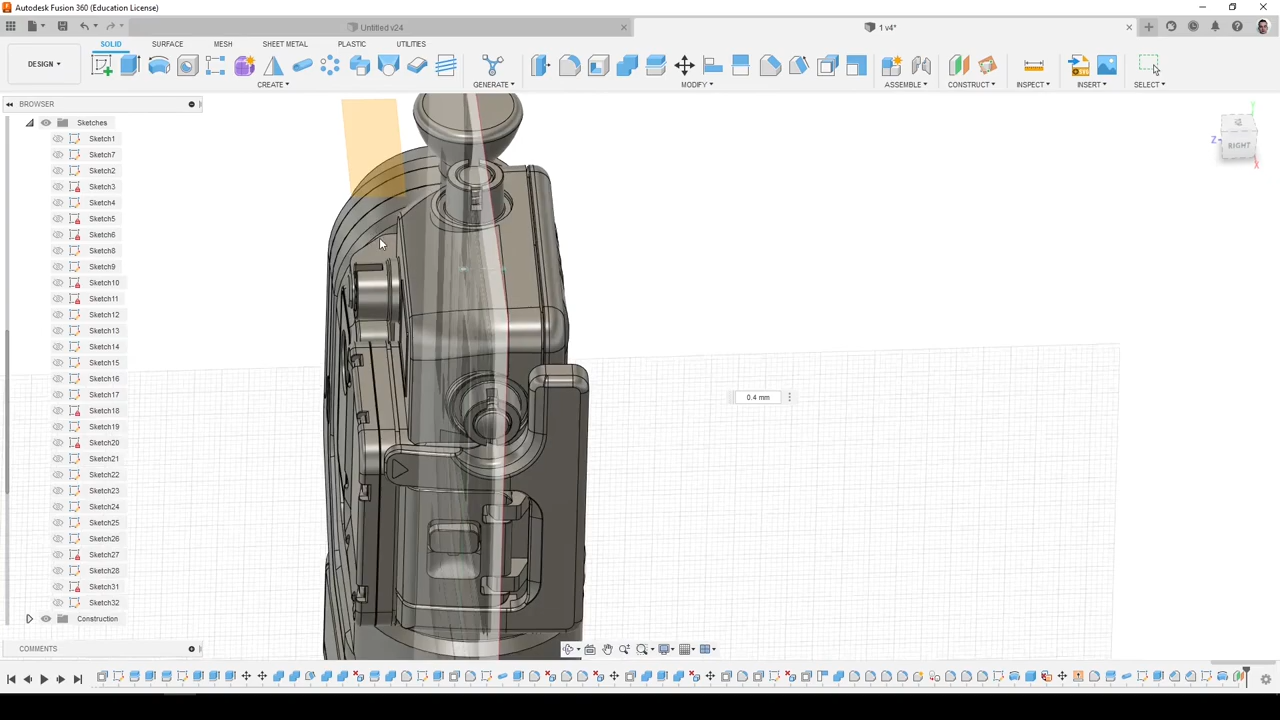 Autodesk Fusion 360 (Education License)
Untitled v24
1 v4*
DESIGN
SOLID SURFACE MESH SHEET METAL PLASTIC UTILITIES
CREATE
GENERATE
MODIFY
ASSEMBLE
CONSTRUCT
INSPECT
INSERT
SELECT
BROWSER
Sketches
Sketch1
Sketch7
Sketch2
Sketch3
Sketch4
Sketch5
Sketch6
Sketch8
Sketch9
Sketch10
Sketch11
Sketch12
Sketch13
Sketch14
Sketch15
Sketch16
Sketch17
Sketch18
Sketch19
Sketch20
Sketch21
Sketch22
Sketch23
Sketch24
Sketch25
Sketch26
Sketch27
Sketch28
Sketch31
Sketch32
Construction
Y
Z
RIGHT
X
0.4 mm
COMMENTS